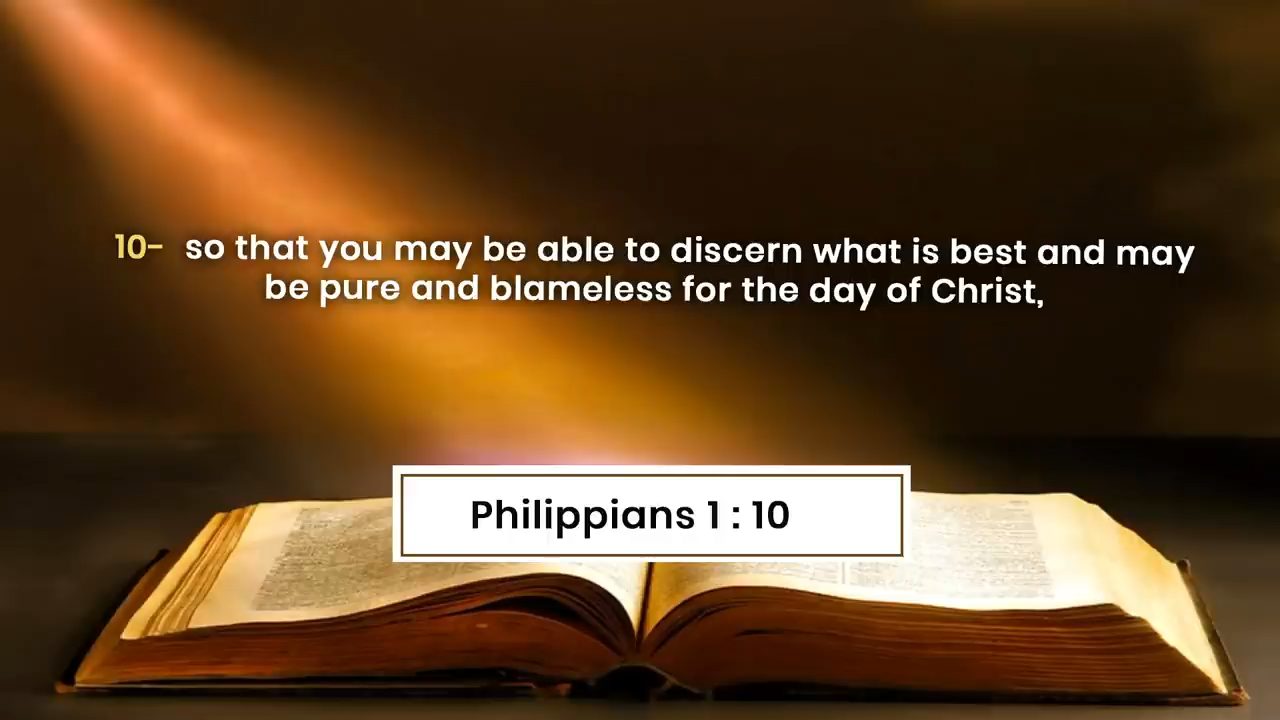 10- so that you may be able to discern what is best and may
be pure and blameless for the day of Christ,
Philippians 1 : 10